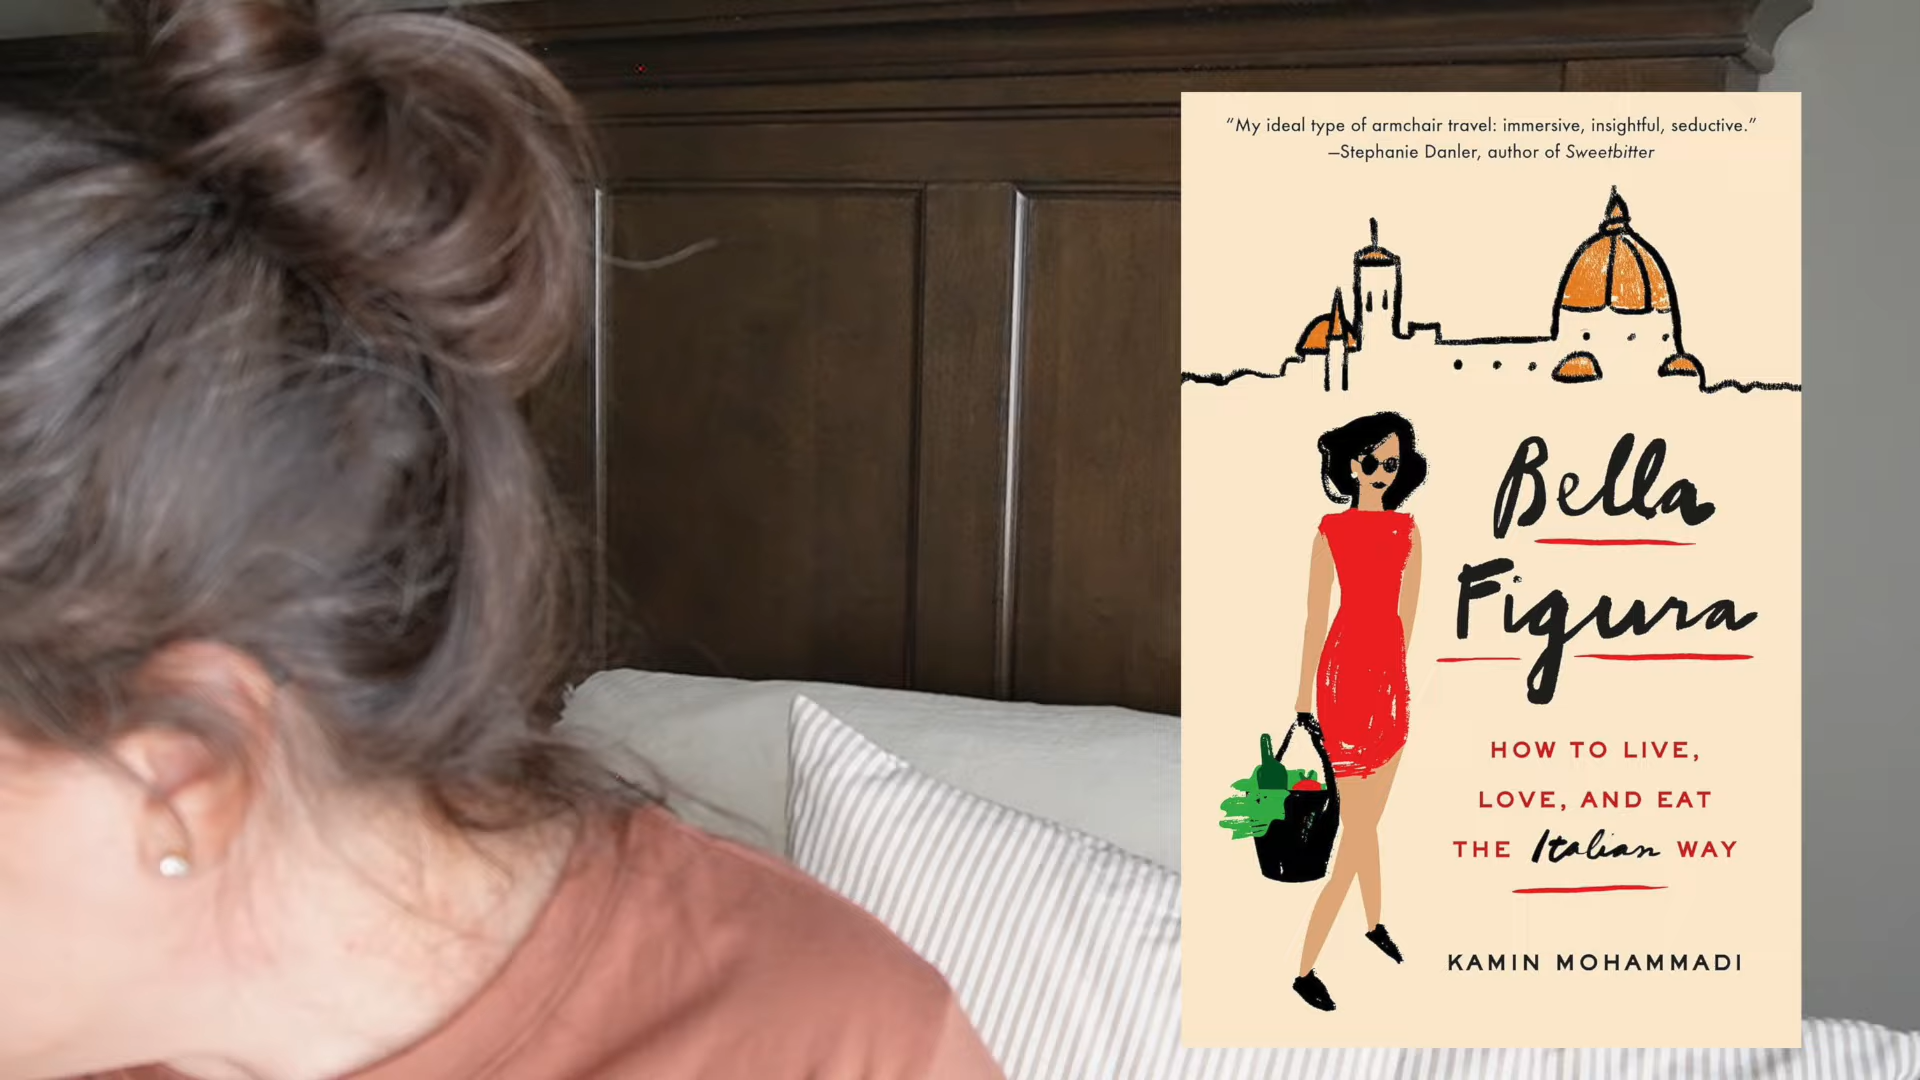 “My ideal type of armchair travel: immersive, insightful, seductive.”
—Stephanie Danler, author of Sweetbitter
Bella
Figura
HOW TO LIVE,
LOVE, AND EAT
THE Italian WAY
KAMIN MOHAMMADI